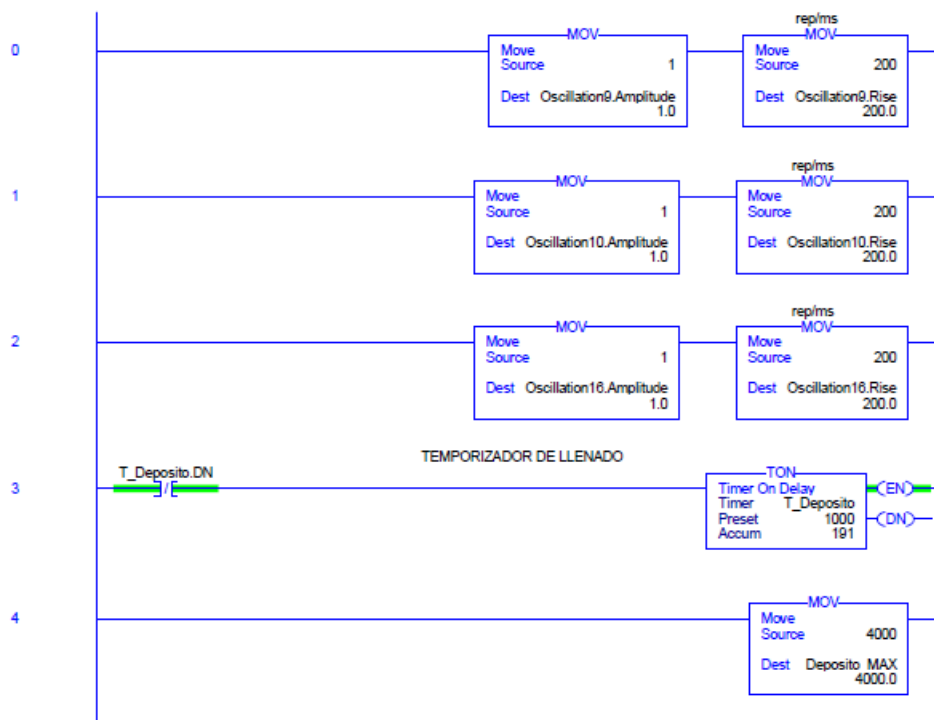 rep/ms
0
MOV MOV
Move Move
Source 1 Source 200
Dest Oscillation9.Amplitude Dest Oscillation9.Rise
1.0 200.0
rep/ms
1
MOV MOV
Move Move
Source 1 Source 200
Dest Oscillation10.Amplitude Dest Oscillation10.Rise
1.0 200.0
rep/ms
2
MOV MOV
Move Move
Source 1 Source 200
Dest Oscillation16.Amplitude Dest Oscillation16.Rise
1.0 200.0
TEMPORIZADOR DE LLENADO
T_Deposito.DN
3
TON
Timer On Delay EN
Timer T_Deposito
Preset 1000 DN
Accum 191
4
MOV
Move
Source 4000
Dest Deposito_MAX
4000.0